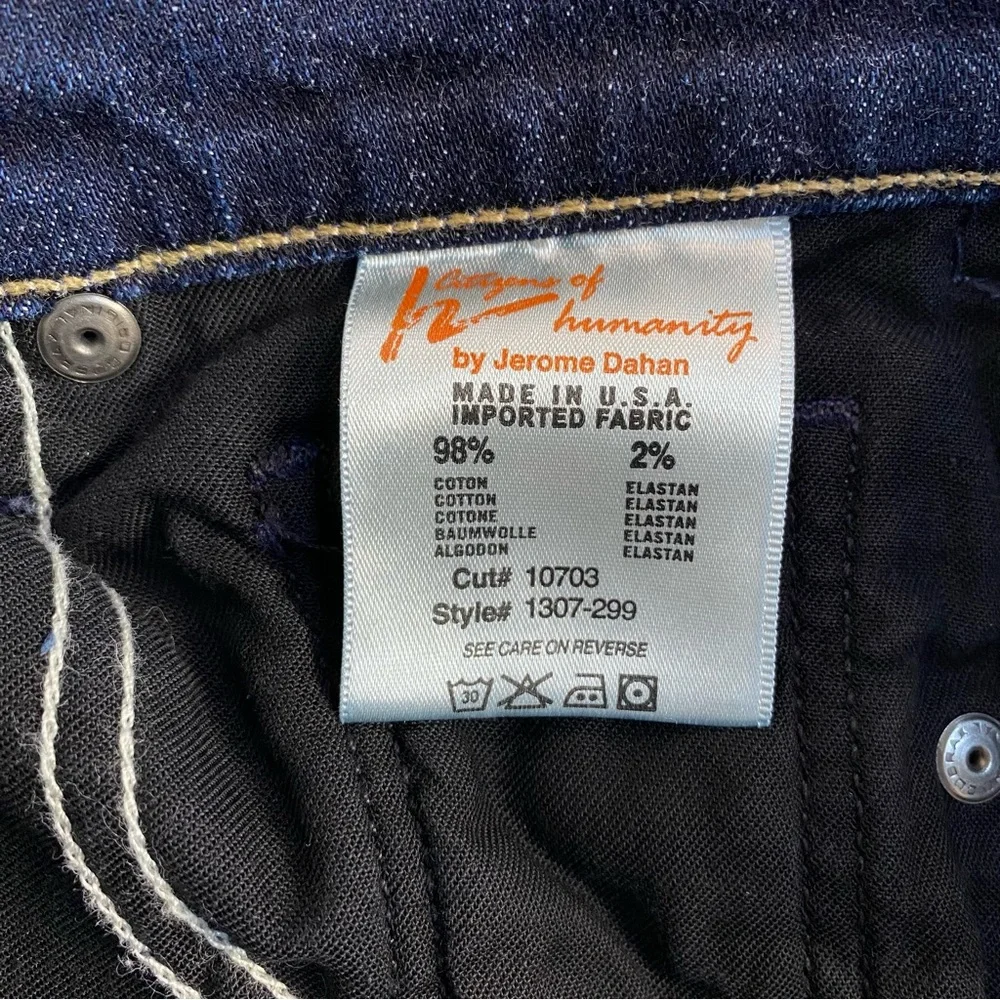 Citizens of
humanity
by Jerome Dahan
MADE IN U.S.A.
IMPORTED FABRIC
98% 2%
COTON ELASTAN
COTTON ELASTAN
COTONE ELASTAN
BAUMWOLLE ELASTAN
ALGODON ELASTAN
Cut# 10703
Style# 1307-299
SEE CARE ON REVERSE
30